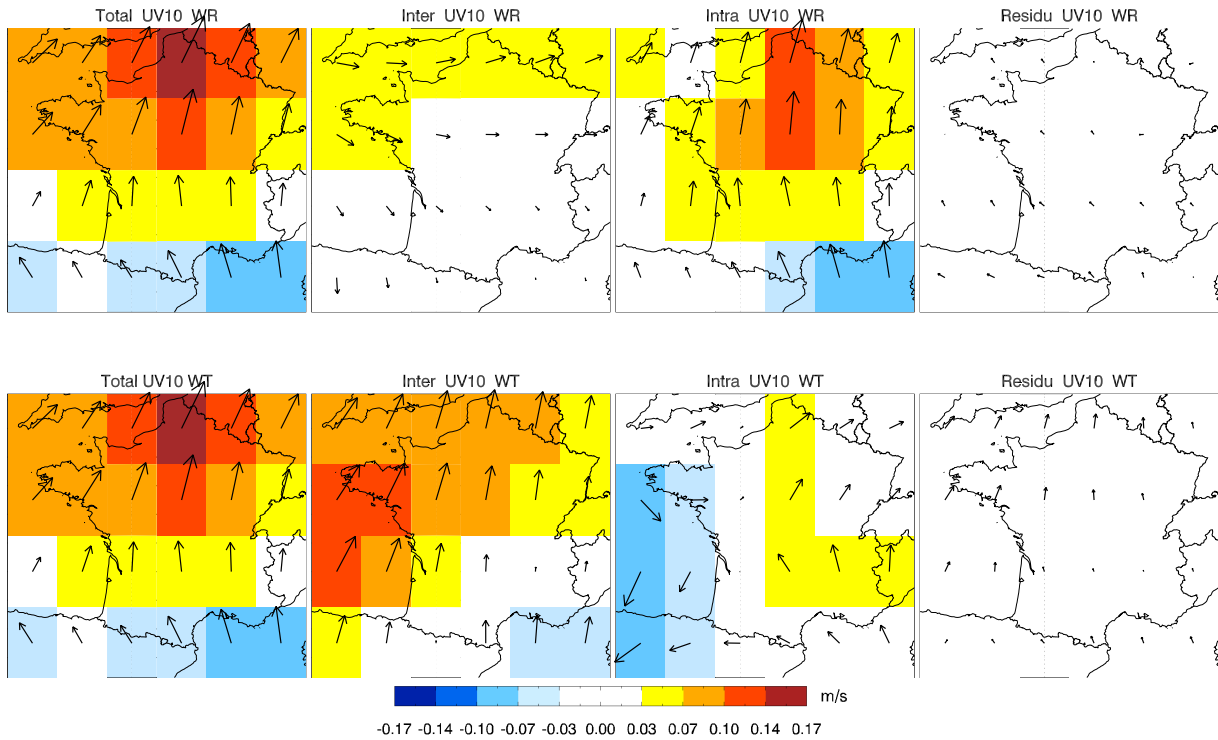 Total UV10 WR
Inter UV10 WR
Intra UV10 WR
Residu UV10 WR
Total UV10 WT
Inter UV10 WT
Intra UV10 WT
Residu UV10 WT
m/s
-0.17 -0.14 -0.10 -0.07 -0.03 0.00 0.03 0.07 0.10 0.14 0.17